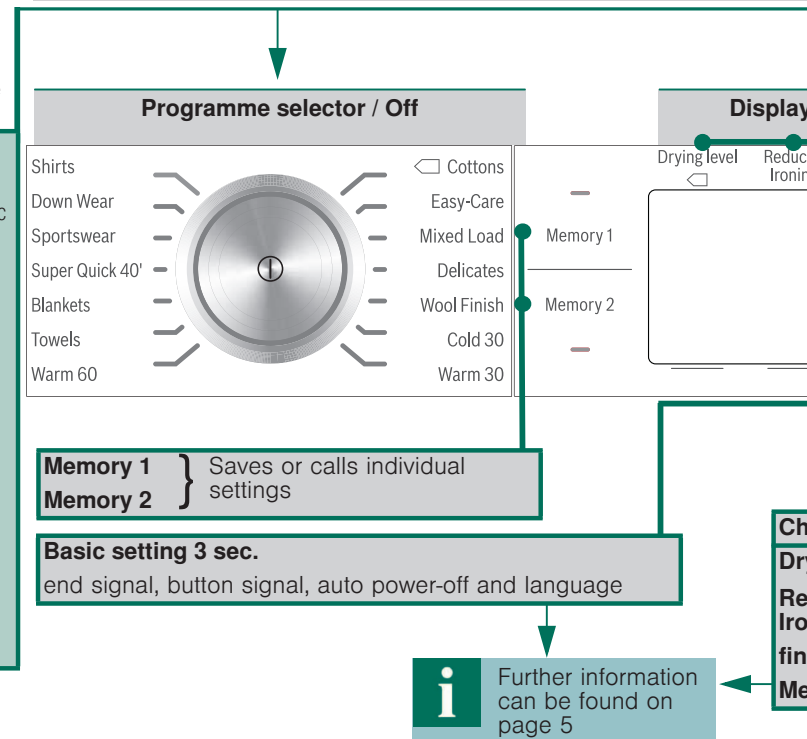 Programme selector / Off
Display
Shirts
Down Wear
Sportswear
Super Quick 40'
Blankets
Towels
Warm 60
Cottons
Easy-Care
Mixed Load
Delicates
Wool Finish
Cold 30
Warm 30
Memory 1
Memory 2
Drying level
Memory 1
Memory 2
} Saves or calls individual
settings
Basic setting 3 sec.
end signal, button signal, auto power-off and language
i
Further information
can be found on
page 5